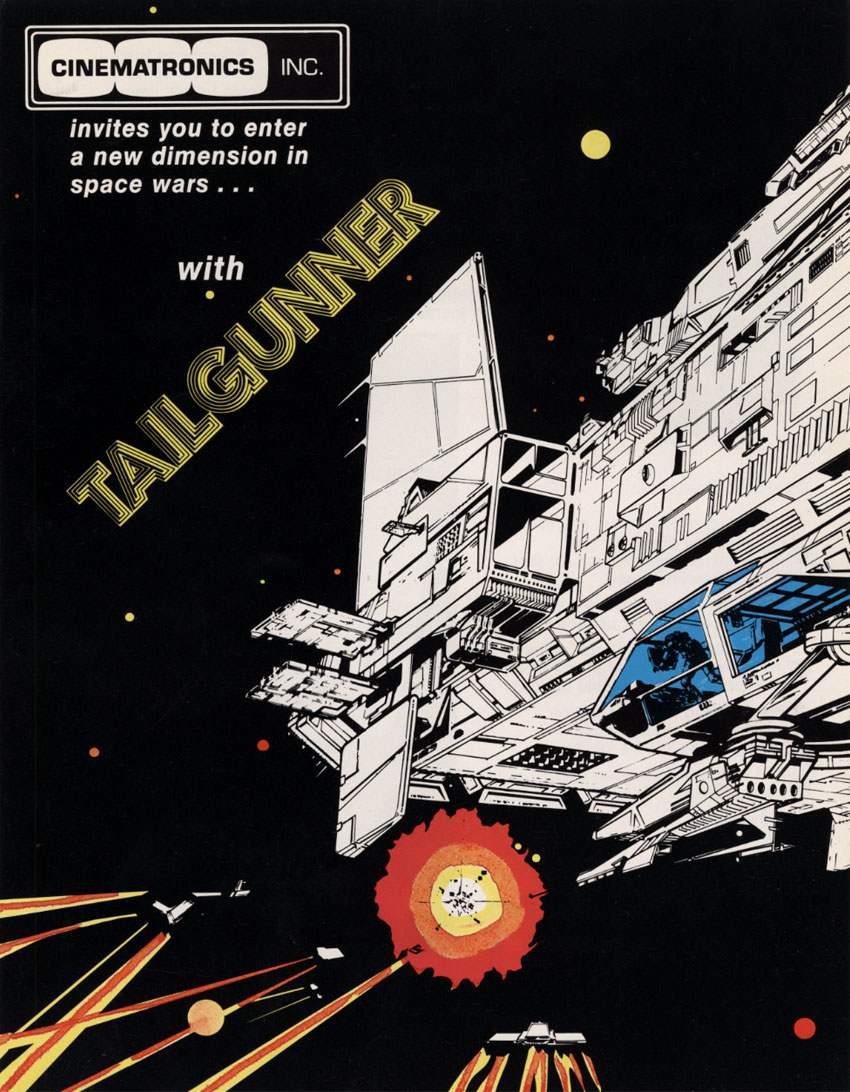 CINEMATRONICS INC.
invites you to enter
a new dimension in
space wars . . .
with
TAILGUNNER